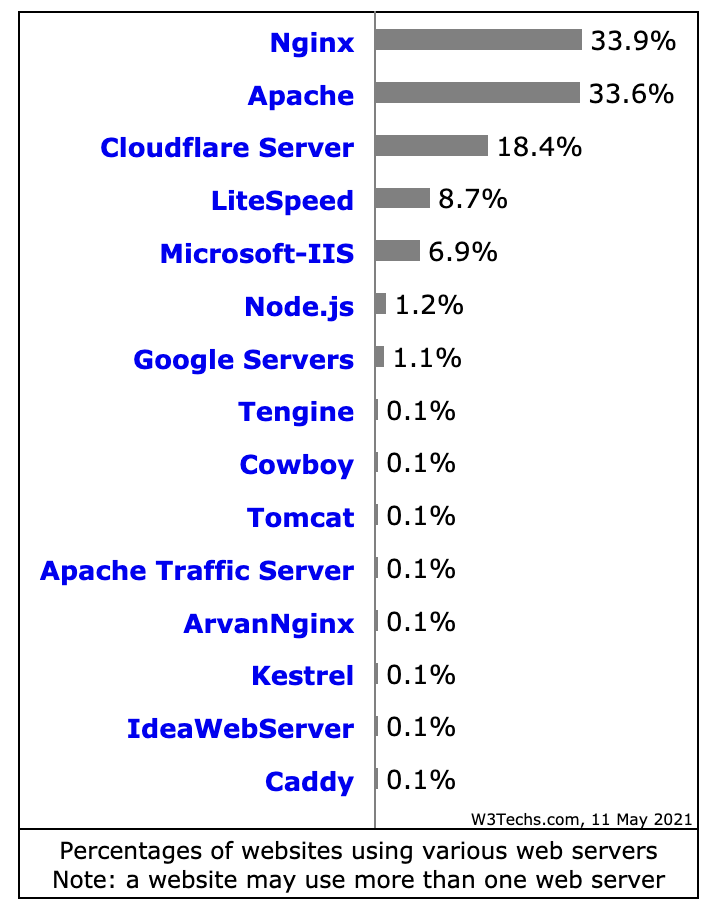 Nginx 33.9%
Apache 33.6%
Cloudflare Server 18.4%
LiteSpeed 8.7%
Microsoft-IIS 6.9%
Node.js 1.2%
Google Servers 1.1%
Tengine 0.1%
Cowboy 0.1%
Tomcat 0.1%
Apache Traffic Server 0.1%
ArvanNginx 0.1%
Kestrel 0.1%
IdeaWebServer 0.1%
Caddy 0.1%
W3Techs.com, 11 May 2021
Percentages of websites using various web servers
Note: a website may use more than one web server